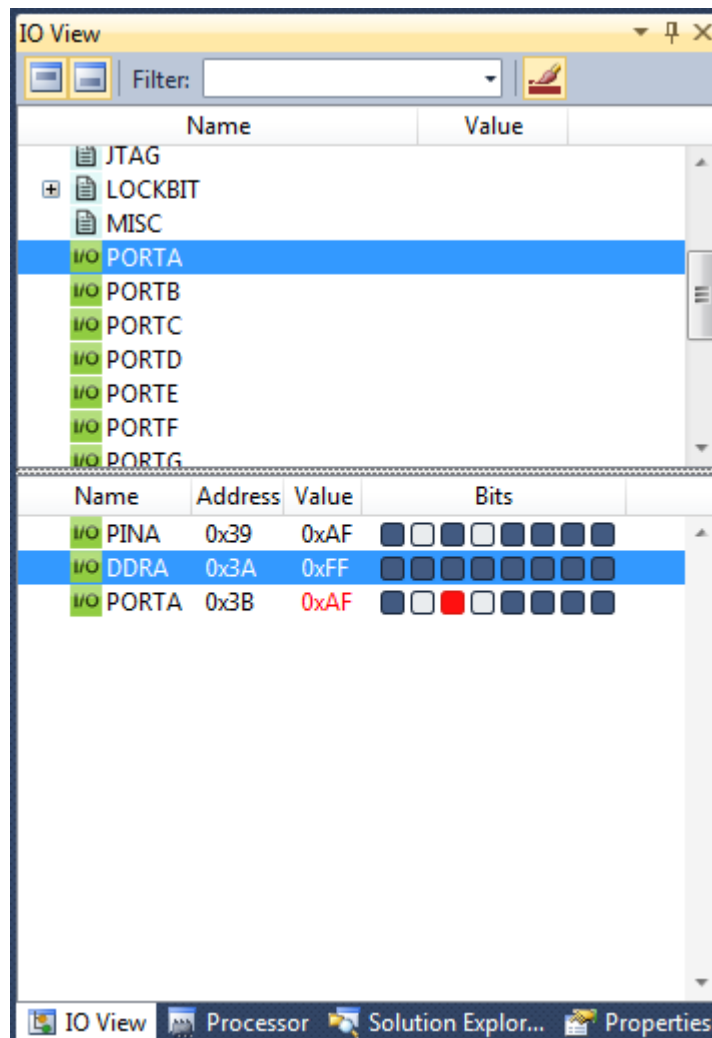 IO View
Filter:
Name Value
JTAG
LOCKBIT
MISC
I/O PORTA
I/O PORTB
I/O PORTC
I/O PORTD
I/O PORTE
I/O PORTF
I/O PORTG
Name Address Value Bits
I/O PINA 0x39 0xAF
I/O DDRA 0x3A 0xFF
I/O PORTA 0x3B 0xAF
IO View Processor Solution Explor... Properties